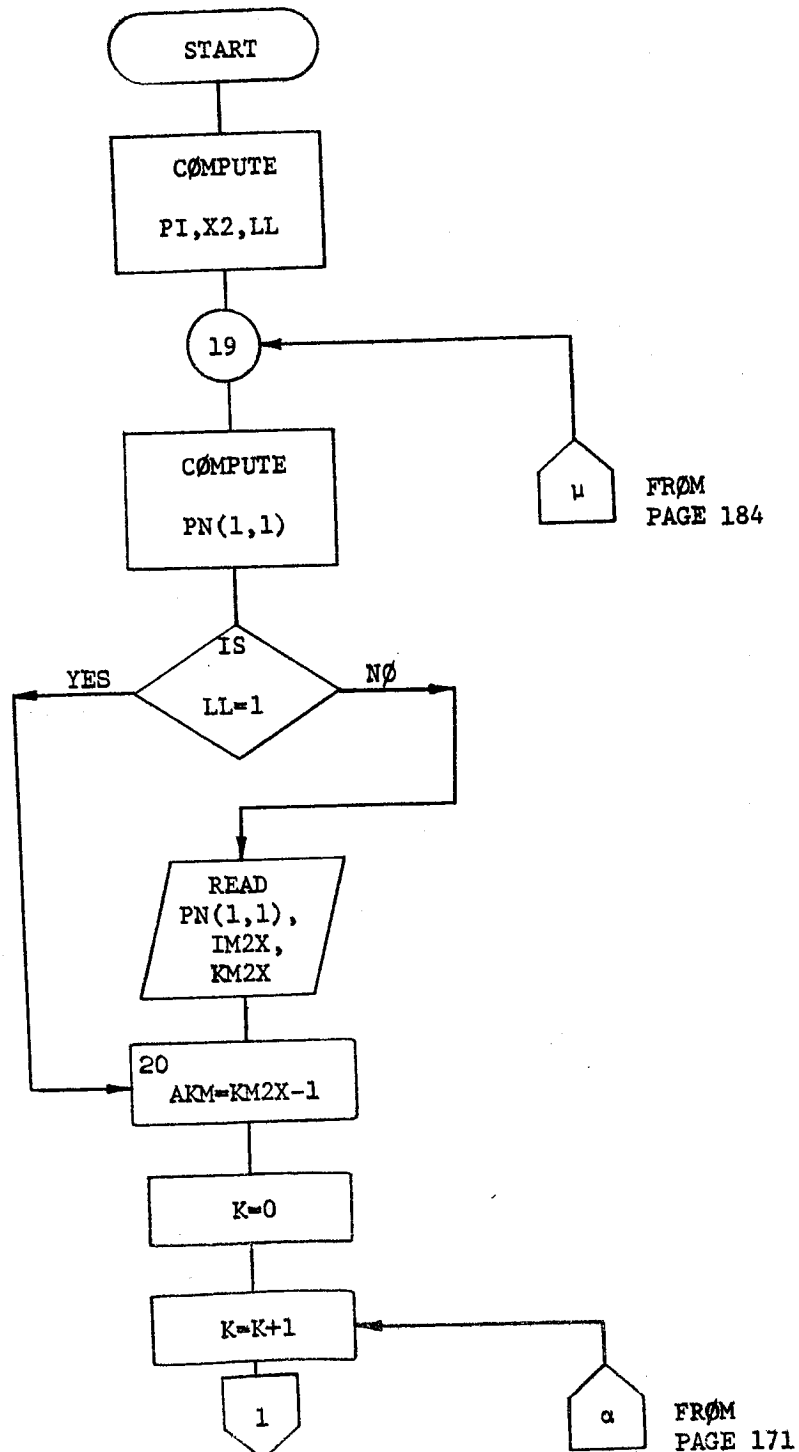 START
CØMPUTE
PI,X2,LL
19
CØMPUTE
PN(1,1)
µ
FRØM
PAGE 184
IS
LL=1
YES
NØ
READ
PN(1,1),
IM2X,
KM2X
20
AKM=KM2X-1
K=0
K=K+1
1
α
FRØM
PAGE 171